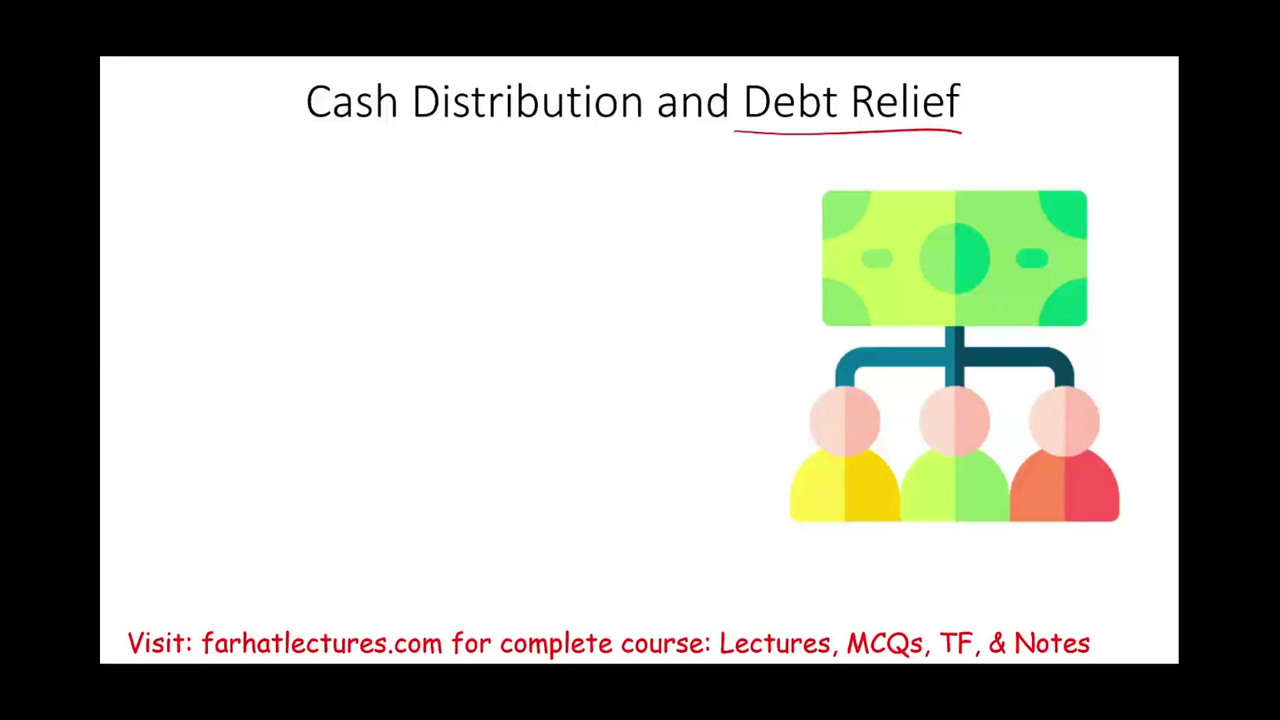 Cash Distribution and Debt Relief
Visit: farhatlectures.com for complete course: Lectures, MCQs, TF, & Notes